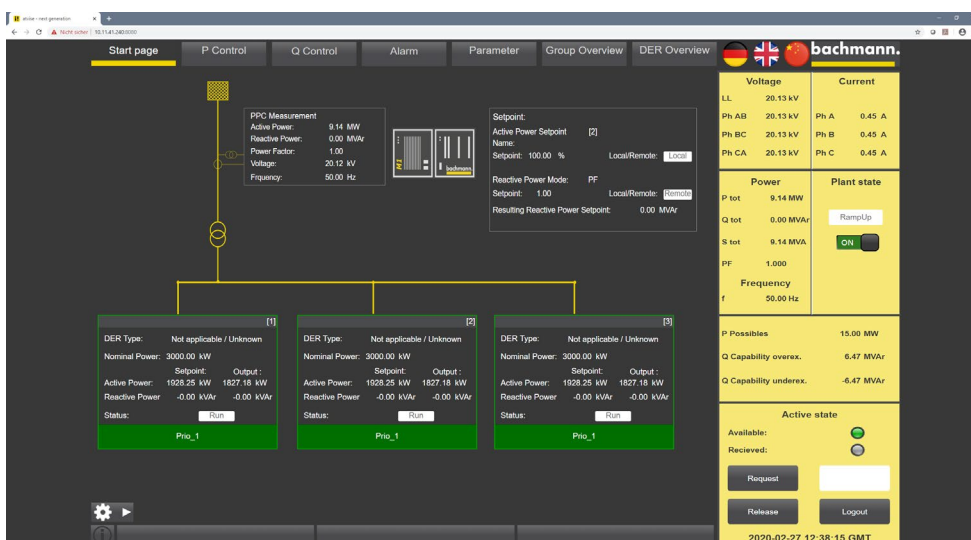 atvise - next generation
Nicht sicher | 10.11.41.240:8080
Start page P Control Q Control Alarm Parameter Group Overview DER Overview
bachmann.
PPC Measurement
Active Power: 9.14 MW
Reactive Power: 0.00 MVAr
Power Factor: 1.00
Voltage: 20.12 kV
Frquency: 50.00 Hz
M1
bachmann.
Setpoint:
Active Power Setpoint [2]
Name:
Setpoint: 100.00 % Local/Remote: Local
Reactive Power Mode: PF
Setpoint: 1.00 Local/Remote: Remote
Resulting Reactive Power Setpoint: 0.00 MVAr
[1]
DER Type: Not applicable / Unknown
Nominal Power: 3000.00 kW
Setpoint: Output :
Active Power: 1928.25 kW 1827.18 kW
Reactive Power -0.00 kVAr -0.00 kVAr
Status: Run
Prio_1
[2]
DER Type: Not applicable / Unknown
Nominal Power: 3000.00 kW
Setpoint: Output :
Active Power: 1928.25 kW 1827.18 kW
Reactive Power -0.00 kVAr -0.00 kVAr
Status: Run
Prio_1
[3]
DER Type: Not applicable / Unknown
Nominal Power: 3000.00 kW
Setpoint: Output :
Active Power: 1928.25 kW 1827.18 kW
Reactive Power -0.00 kVAr -0.00 kVAr
Status: Run
Prio_1
Voltage
LL 20.13 kV
Ph AB 20.13 kV
Ph BC 20.13 kV
Ph CA 20.13 kV
Current
Ph A 0.45 A
Ph B 0.45 A
Ph C 0.45 A
Power
P tot 9.14 MW
Q tot 0.00 MVAr
S tot 9.14 MVA
PF 1.000
Frequency
f 50.00 Hz
Plant state
RampUp
ON
P Possibles 15.00 MW
Q Capability overex. 6.47 MVAr
Q Capability underex. -6.47 MVAr
Active state
Available:
Recieved:
Request
Release Logout
2020-02-27 12:38:15 GMT